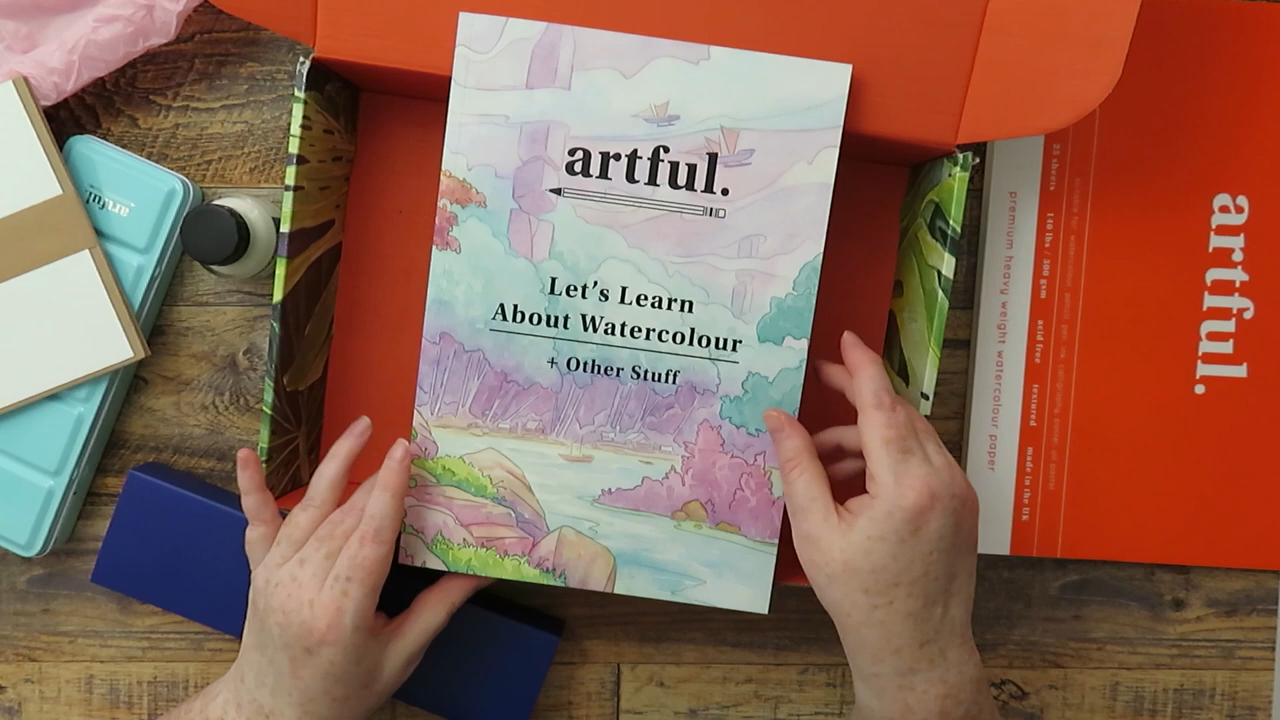 artful.
Let's Learn
About Watercolour
+ Other Stuff
artful
artful.
premium heavy weight watercolour paper
25 sheets 140 lbs / 300 gsm acid free textured made in the UK